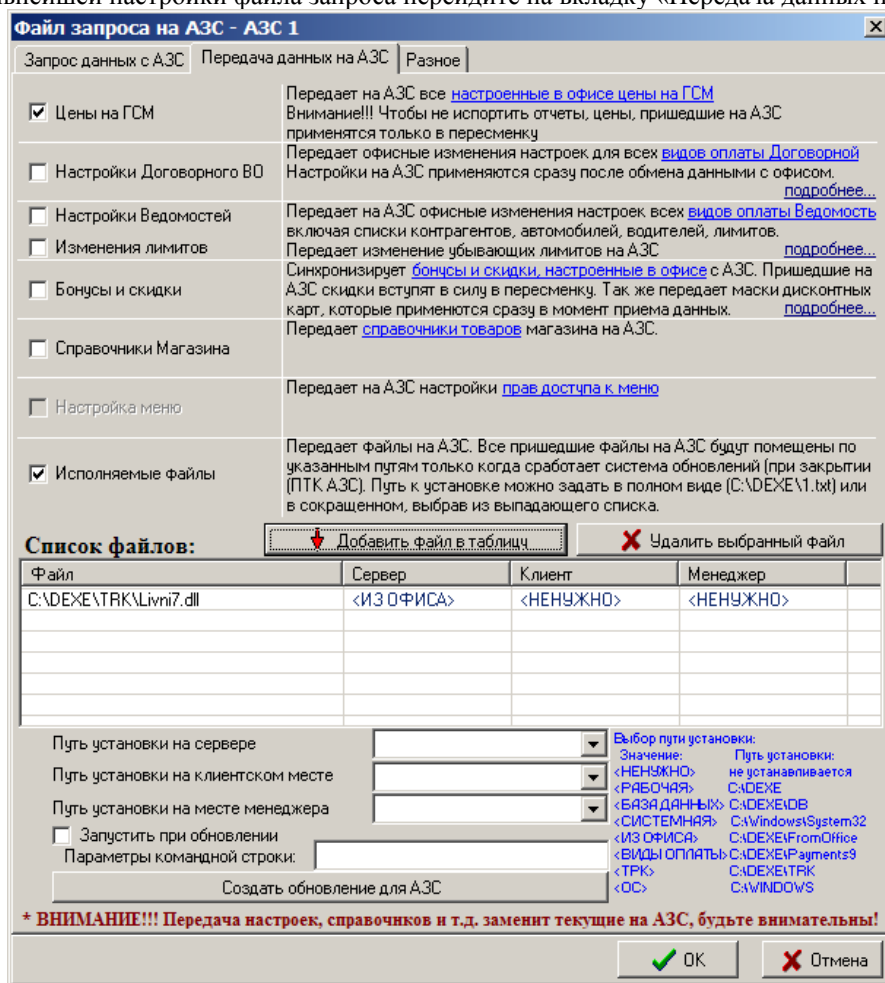 льнейшей настройки файла запроса перейдите на вкладку «Передача данных н
Файл запроса на АЗС - АЗС 1
Запрос данных с АЗС Передача данных на АЗС Разное
Цены на ГСМ
Передает на АЗС все настроенные в офисе цены на ГСМ
Внимание!!! Чтобы не испортить отчеты, цены, пришедшие на АЗС
применятся только в пересменку
Настройки Договорного ВО
Передает офисные изменения настроек для всех видов оплаты Договорной
Настройки на АЗС применяются сразу после обмена данными с офисом.
подробнее...
Настройки Ведомостей
Передает на АЗС офисные изменения настроек всех видов оплаты Ведомость
включая списки контрагентов, автомобилей, водителей, лимитов.
Изменения лимитов
Передает изменение убывающих лимитов на АЗС подробнее...
Бонусы и скидки
Синхронизирует бонусы и скидки, настроенные в офисе с АЗС. Пришедшие на
АЗС скидки вступят в силу в пересменку. Так же передает маски дисконтных
карт, которые применются сразу в момент приема данных. подробнее...
Справочники Магазина
Передает справочники товаров магазина на АЗС.
Настройка меню
Передает на АЗС настройки прав доступа к меню
Исполняемые файлы
Передает файлы на АЗС. Все пришедшие файлы на АЗС будут помещены по
указанным путям только когда сработает система обновлений (при закрытии
(ПТК АЗС). Путь к установке можно задать в полном виде (C:\DEXE\1.txt) или
в сокращенном, выбрав из выпадающего списка.
Список файлов: Добавить файл в таблицу Удалить выбранный файл
Файл Сервер Клиент Менеджер
C:\DEXE\TRK\Livni7.dll <ИЗ ОФИСА> <НЕНУЖНО> <НЕНУЖНО>
Путь установки на сервере
Путь установки на клиентском месте
Путь установки на месте менеджера
Запустить при обновлении
Параметры командной строки:
Создать обновление для АЗС
Выбор пути установки:
Значение: Путь установки:
<НЕНУЖНО> не устанавливается
<РАБОЧАЯ> C:\DEXE
<БАЗА ДАННЫХ> C:\DEXE\DB
<СИСТЕМНАЯ> C:\Windows\System32
<ИЗ ОФИСА> C:\DEXE\FromOffice
<ВИДЫ ОПЛАТЫ> C:\DEXE\Payments9
<ТРК> C:\DEXE\TRK
<ОС> C:\WINDOWS
* ВНИМАНИЕ!!! Передача настроек, справочнков и т.д. заменит текущие на АЗС, будьте внимательны!
OK Отмена